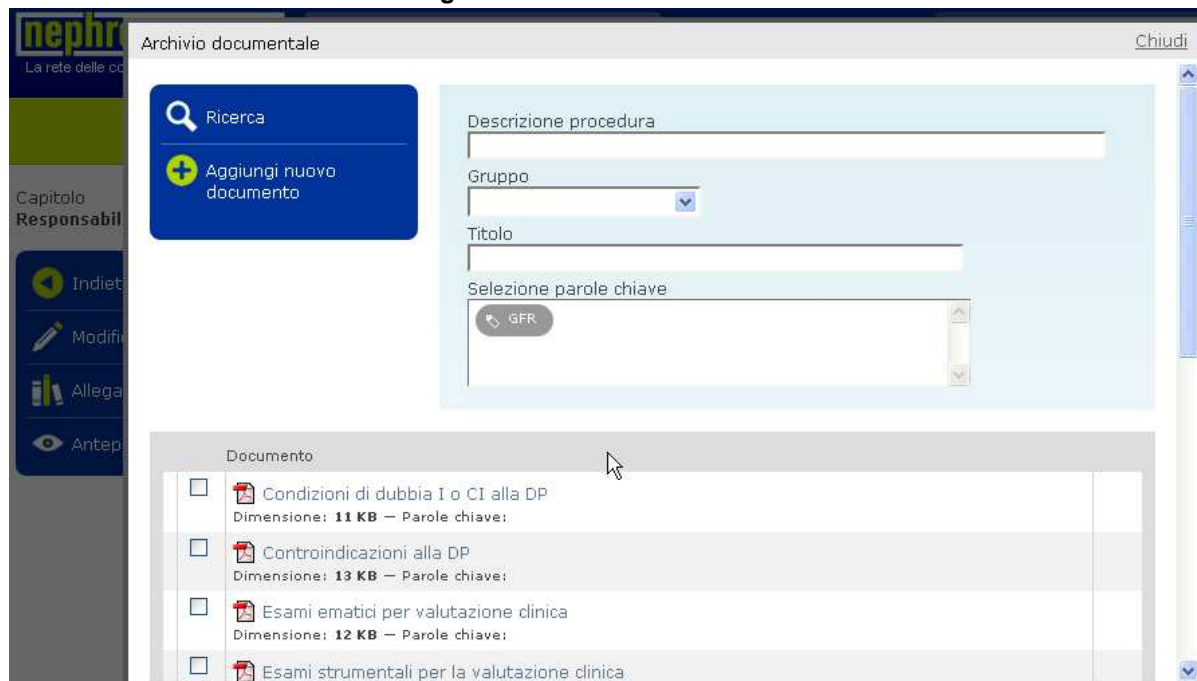 nephr
Archivio documentale
Chiudi
La rete delle co
Ricerca
Aggiungi nuovo
documento
Descrizione procedura
Gruppo
Titolo
Selezione parole chiave
GFR
Capitolo
Responsabil
Indiet
Modific
Allega
Antep
Documento
Condizioni di dubbia I o CI alla DP
Dimensione: 11 KB — Parole chiave:
Controindicazioni alla DP
Dimensione: 13 KB — Parole chiave:
Esami ematici per valutazione clinica
Dimensione: 12 KB — Parole chiave:
Esami strumentali per la valutazione clinica